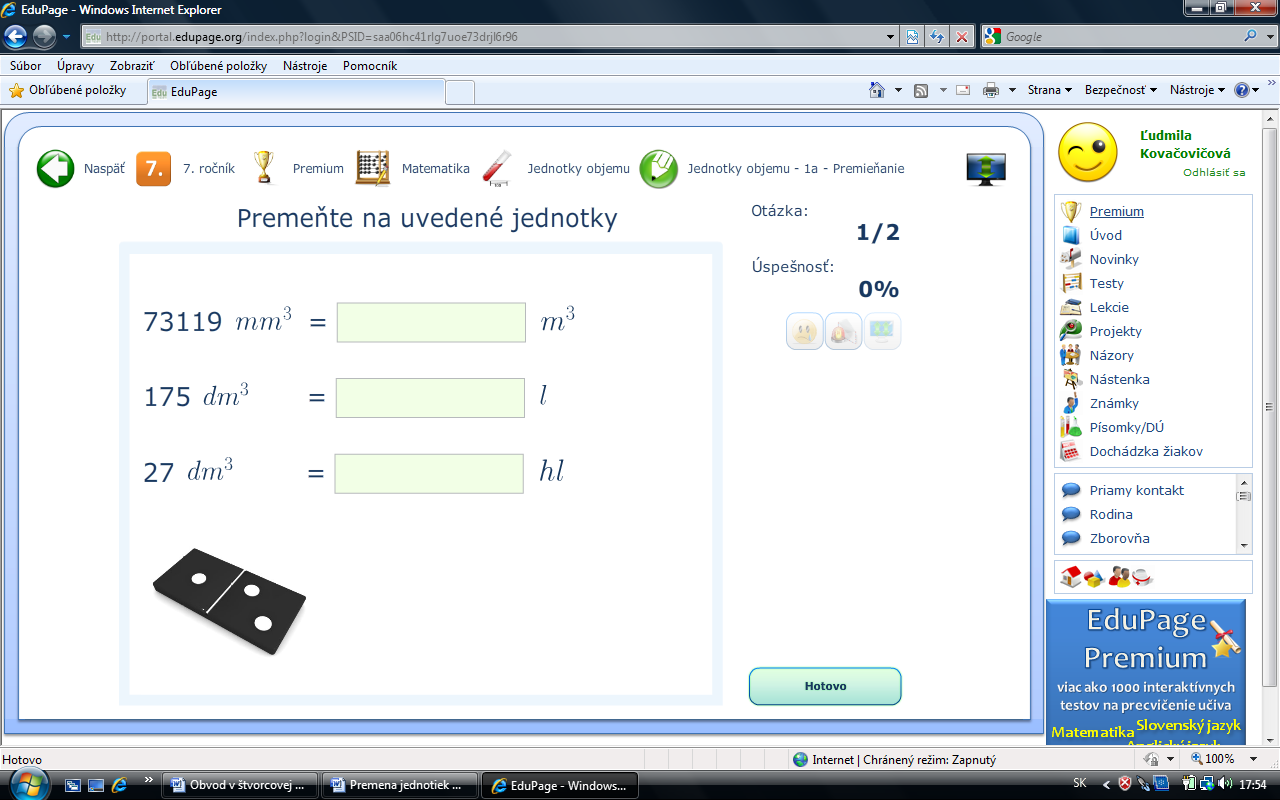 EduPage - Windows Internet Explorer
http://portal.edupage.org/index.php?login&PSID=saa06hc41rlg7uoe73drjl6r96
Google
Súbor Úpravy Zobraziť Obľúbené položky Nástroje Pomocník
Obľúbené položky
EduPage
Strana Bezpečnosť Nástroje
Naspäť 7. 7. ročník Premium Matematika Jednotky objemu Jednotky objemu - 1a - Premieňanie
Premeňte na uvedené jednotky
73119 mm³ = m³
175 dm³ = l
27 dm³ = hl
Otázka:
1/2
Úspešnosť:
0%
Hotovo
Ľudmila
Kovačovičová
Odhlásiť sa
Premium
Úvod
Novinky
Testy
Lekcie
Projekty
Názory
Nástenka
Známky
Písomky/DÚ
Dochádzka žiakov
Priamy kontakt
Rodina
Zborovňa
EduPage
Premium
viac ako 1000 interaktívnych
testov na precvičenie učiva
Matematika Slovenský jazyk
Anglický jazyk
Hotovo
Internet | Chránený režim: Zapnutý
100%
Obvod v štvorcovej ...
Premena jednotiek ...
EduPage - Windows...
SK
17:54